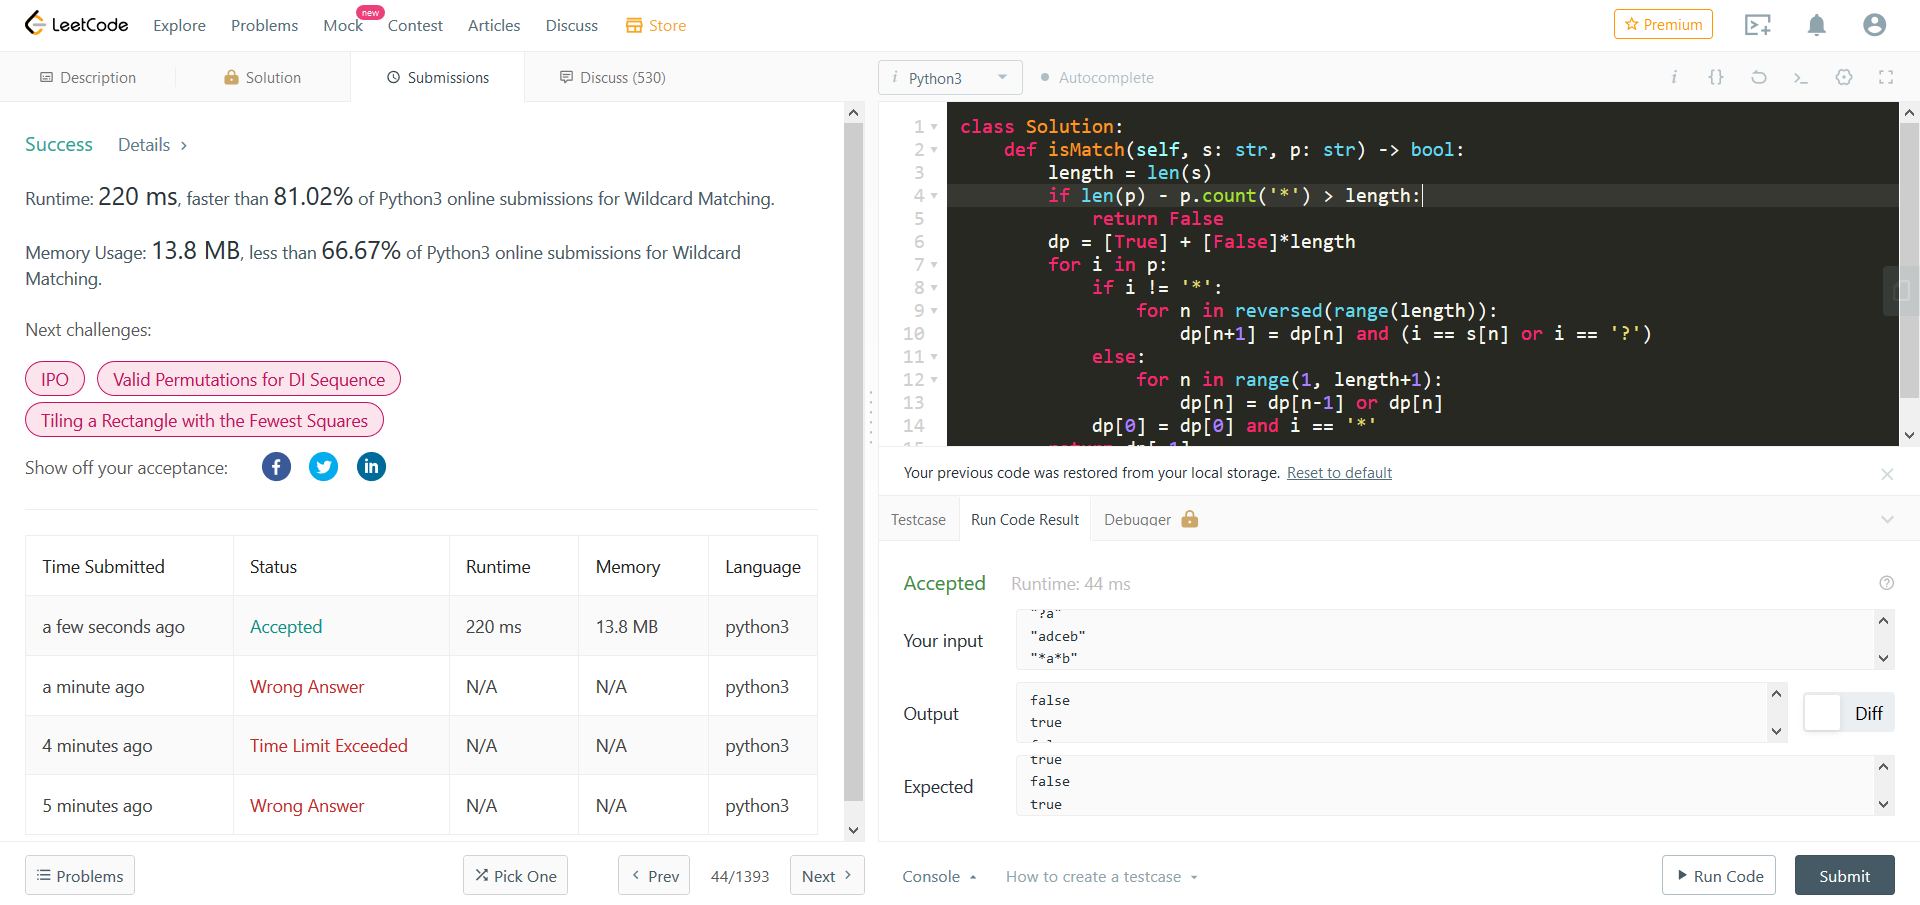 LeetCode Explore Problems Mock new Contest Articles Discuss Store Premium
Description Solution Submissions Discuss (530)
Success Details >
Runtime: 220 ms, faster than 81.02% of Python3 online submissions for Wildcard Matching.
Memory Usage: 13.8 MB, less than 66.67% of Python3 online submissions for Wildcard
Matching.
Next challenges:
IPO Valid Permutations for DI Sequence
Tiling a Rectangle with the Fewest Squares
Show off your acceptance:
Time Submitted Status Runtime Memory Language
a few seconds ago Accepted 220 ms 13.8 MB python3
a minute ago Wrong Answer N/A N/A python3
4 minutes ago Time Limit Exceeded N/A N/A python3
5 minutes ago Wrong Answer N/A N/A python3
Problems Pick One Prev 44/1393 Next
i Python3 Autocomplete
1 class Solution:
2 def isMatch(self, s: str, p: str) -> bool:
3 length = len(s)
4 if len(p) - p.count('*') > length:
5 return False
6 dp = [True] + [False]*length
7 for i in p:
8 if i != '*':
9 for n in reversed(range(length)):
10 dp[n+1] = dp[n] and (i == s[n] or i == '?')
11 else:
12 for n in range(1, length+1):
13 dp[n] = dp[n-1] or dp[n]
14 dp[0] = dp[0] and i == '*'
Your previous code was restored from your local storage. Reset to default
Testcase Run Code Result Debugger
Accepted Runtime: 44 ms
Your input
"?a"
"adceb"
"*a*b"
Output
false
true
Diff
Expected
true
false
true
Console How to create a testcase Run Code Submit